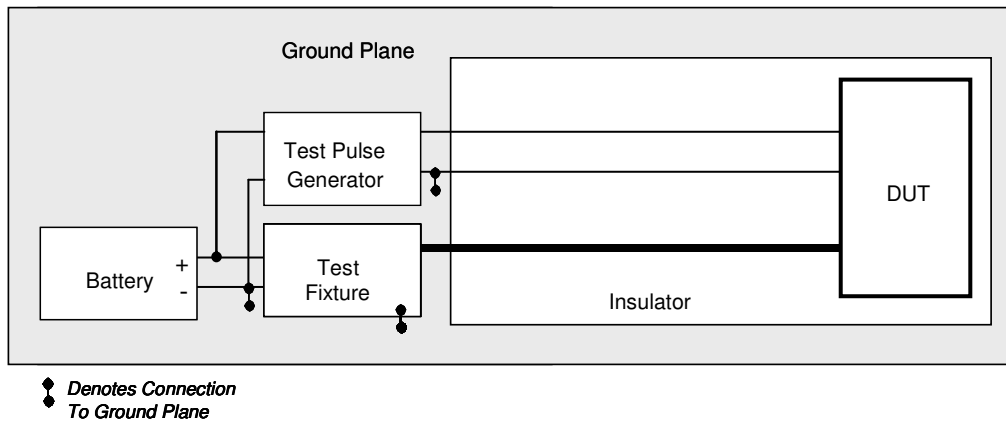 Ground Plane
Test Pulse
Generator
DUT
Battery
+
-
Test
Fixture
Insulator
Denotes Connection
To Ground Plane